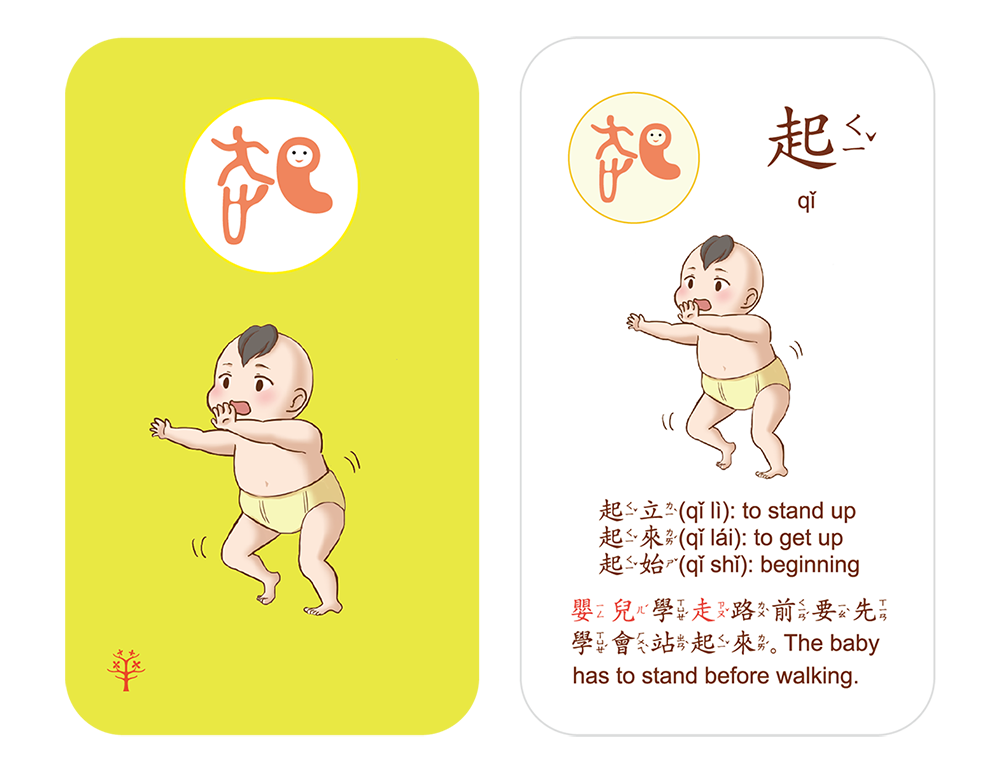 起ㄑㄧˇ
qǐ
起ㄑㄧˇ立ㄌㄧˋ(qǐ lì): to stand up
起ㄑㄧˇ來ㄌㄞˊ(qǐ lái): to get up
起ㄑㄧˇ始ㄕˇ(qǐ shǐ): beginning
嬰ㄧㄥ兒ㄦˊ學ㄒㄩㄝˊ走ㄗㄡˇ路ㄌㄨˋ前ㄑㄧㄢˊ要ㄧㄠˋ先ㄒㄧㄢ
學ㄒㄩㄝˊ會ㄏㄨㄟˋ站ㄓㄢˋ起ㄑㄧˇ來ㄌㄞˊ。The baby
has to stand before walking.